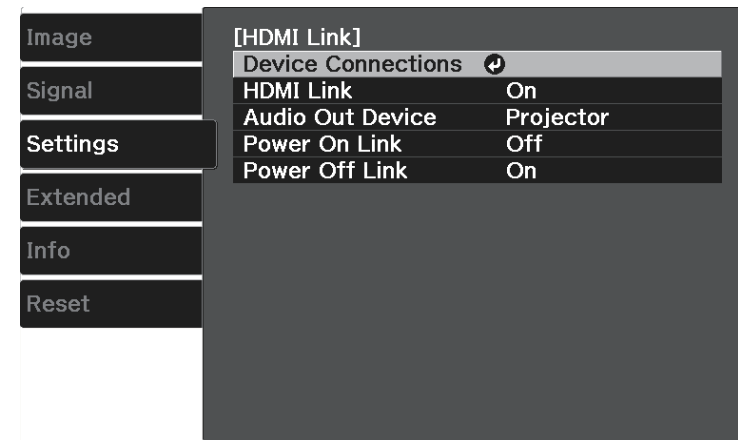 Image
Signal
Settings
Extended
Info
Reset
[HDMI Link]
Device Connections
HDMI Link On
Audio Out Device Projector
Power On Link Off
Power Off Link On